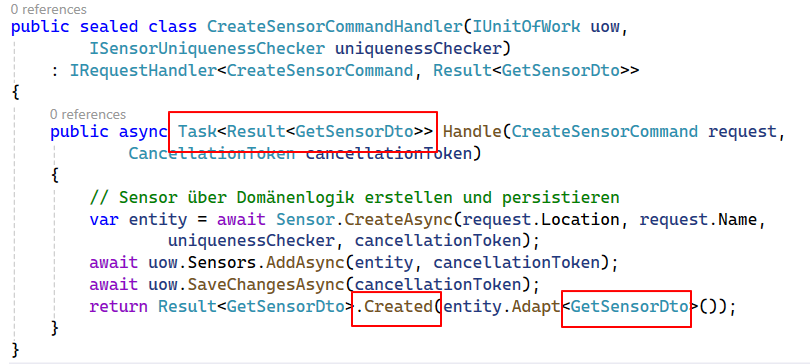 0 references
public sealed class CreateSensorCommandHandler(IUnitOfWork uow,
ISensorUniquenessChecker uniquenessChecker)
: IRequestHandler<CreateSensorCommand, Result<GetSensorDto>>
{
0 references
public async Task<Result<GetSensorDto>> Handle(CreateSensorCommand request,
CancellationToken cancellationToken)
{
// Sensor über Domänenlogik erstellen und persistieren
var entity = await Sensor.CreateAsync(request.Location, request.Name,
uniquenessChecker, cancellationToken);
await uow.Sensors.AddAsync(entity, cancellationToken);
await uow.SaveChangesAsync(cancellationToken);
return Result<GetSensorDto>.Created(entity.Adapt<GetSensorDto>());
}
}